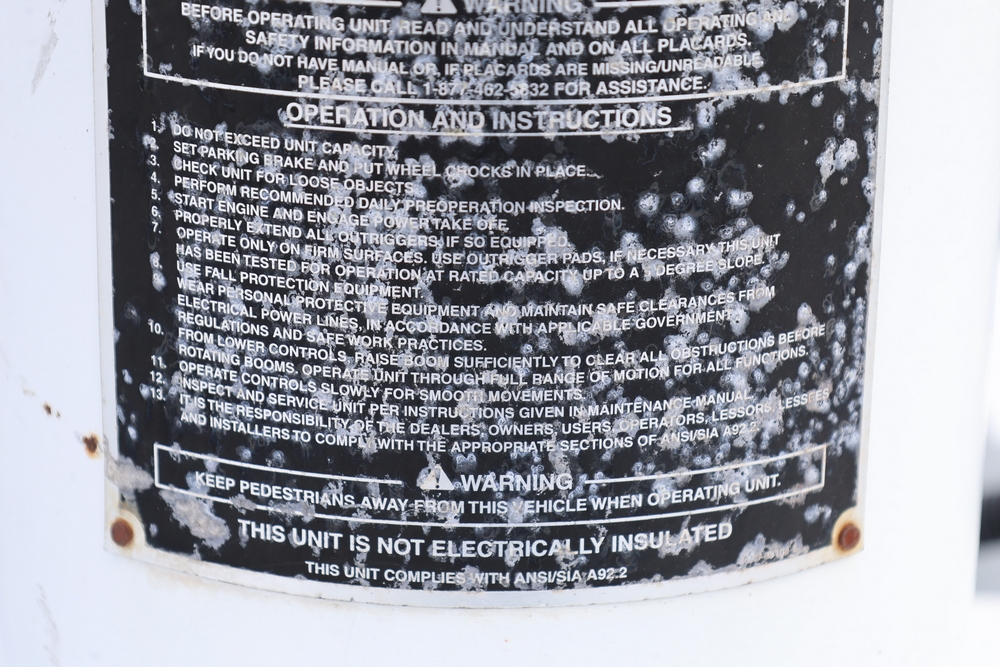 WARNING
BEFORE OPERATING UNIT, READ AND UNDERSTAND ALL OPERATING AND
SAFETY INFORMATION IN MANUAL AND ON ALL PLACARDS.
IF YOU DO NOT HAVE MANUAL OR, IF PLACARDS ARE MISSING/UNREADABLE,
PLEASE CALL 1-877-462-5832 FOR ASSISTANCE.
OPERATION AND INSTRUCTIONS
1. DO NOT EXCEED UNIT CAPACITY.
2. SET PARKING BRAKE AND PUT WHEEL CHOCKS IN PLACE.
3. CHECK UNIT FOR LOOSE OBJECTS.
4. PERFORM RECOMMENDED DAILY PREOPERATION INSPECTION.
5. START ENGINE AND ENGAGE POWER TAKE OFF.
6. PROPERLY EXTEND ALL OUTRIGGERS, IF SO EQUIPPED.
7. OPERATE ONLY ON FIRM SURFACES. USE OUTRIGGER PADS, IF NECESSARY THIS UNIT
HAS BEEN TESTED FOR OPERATION AT RATED CAPACITY UP TO A 5 DEGREE SLOPE.
8. USE FALL PROTECTION EQUIPMENT.
9. WEAR PERSONAL PROTECTIVE EQUIPMENT AND MAINTAIN SAFE CLEARANCES FROM
ELECTRICAL POWER LINES, IN ACCORDANCE WITH APPLICABLE GOVERNMENT
REGULATIONS AND SAFE WORK PRACTICES.
10. FROM LOWER CONTROLS, RAISE BOOM SUFFICIENTLY TO CLEAR ALL OBSTRUCTIONS BEFORE
ROTATING BOOMS. OPERATE UNIT THROUGH FULL RANGE OF MOTION FOR ALL FUNCTIONS.
11. OPERATE CONTROLS SLOWLY FOR SMOOTH MOVEMENTS.
12. INSPECT AND SERVICE UNIT PER INSTRUCTIONS GIVEN IN MAINTENANCE MANUAL.
13. IT IS THE RESPONSIBILITY OF THE DEALERS, OWNERS, USERS, OPERATORS, LESSORS, LESSEES
AND INSTALLERS TO COMPLY WITH THE APPROPRIATE SECTIONS OF ANSI/SIA A92.2.
WARNING
KEEP PEDESTRIANS AWAY FROM THIS VEHICLE WHEN OPERATING UNIT.
THIS UNIT IS NOT ELECTRICALLY INSULATED
THIS UNIT COMPLIES WITH ANSI/SIA A92.2